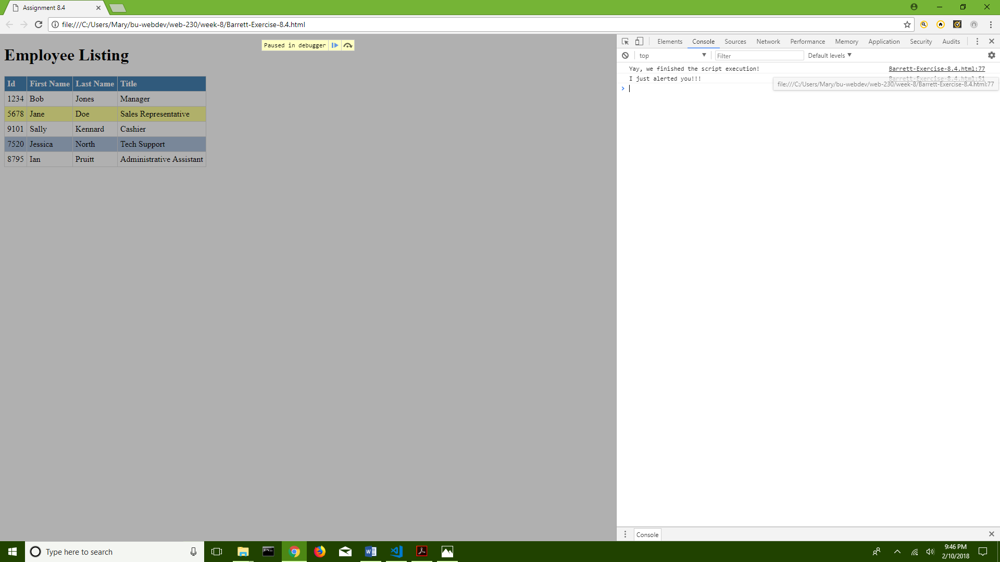 Assignment 8.4
file:///C:/Users/Mary/bu-webdev/web-230/week-8/Barrett-Exercise-8.4.html
Paused in debugger
Employee Listing
Id First Name Last Name Title
1234 Bob Jones Manager
5678 Jane Doe Sales Representative
9101 Sally Kennard Cashier
7520 Jessica North Tech Support
8795 Ian Pruitt Administrative Assistant
Elements Console Sources Network Performance Memory Application Security Audits
top Filter Default levels
Yay, we finished the script execution! Barrett-Exercise-8.4.html:77
I just alerted you!!! Barrett-Exercise-8.4.html:51
file:///C:/Users/Mary/bu-webdev/web-230/week-8/Barrett-Exercise-8.4.html:77
Console
Type here to search
9:46 PM
2/10/2018